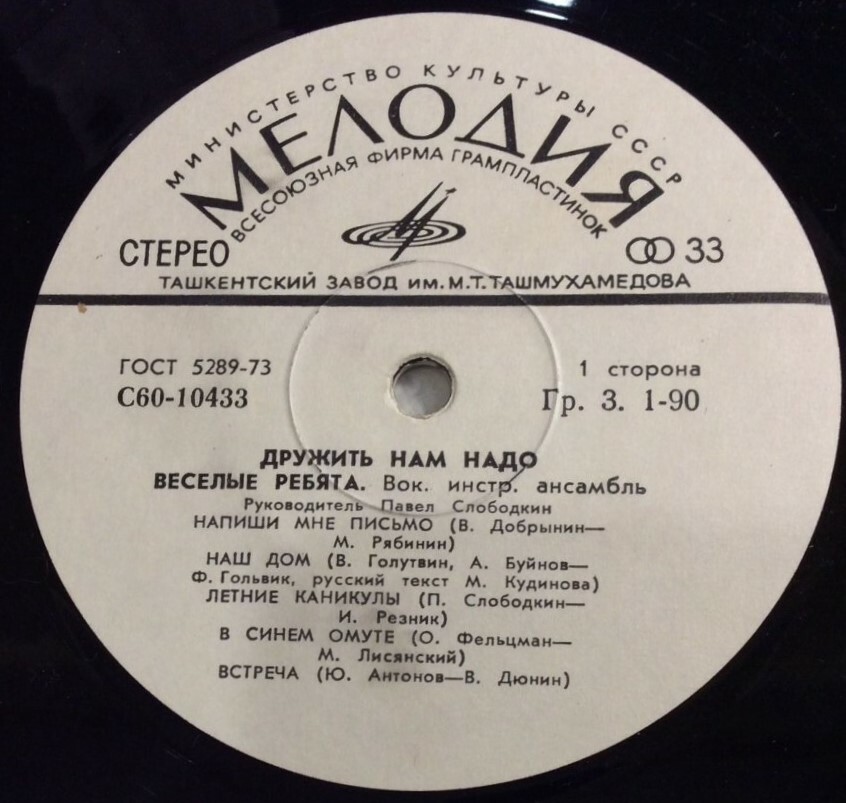 МИНИСТЕРСТВО КУЛЬТУРЫ СССР
МЕЛОДИЯ
ВСЕСОЮЗНАЯ ФИРМА ГРАМПЛАСТИНОК
СТЕРЕО 33
ТАШКЕНТСКИЙ ЗАВОД ИМ. М.Т. ТАШМУХАМЕДОВА
ГОСТ 5289-73 1 сторона
С60-10433 Гр. 3. 1-90
ДРУЖИТЬ НАМ НАДО
ВЕСЕЛЫЕ РЕБЯТА. Вок. инстр. ансамбль
Руководитель Павел Слободкин
НАПИШИ МНЕ ПИСЬМО (В. Добрынин—
М. Рябинин)
НАШ ДОМ (В. Голутвин, А. Буйнов—
Ф. Гольвик, русский текст М. Кудинова)
ЛЕТНИЕ КАНИКУЛЫ (П. Слободкин—
И. Резник)
В СИНЕМ ОМУТЕ (О. Фельцман—
М. Лисянский)
ВСТРЕЧА (Ю. Антонов—В. Дюнин)